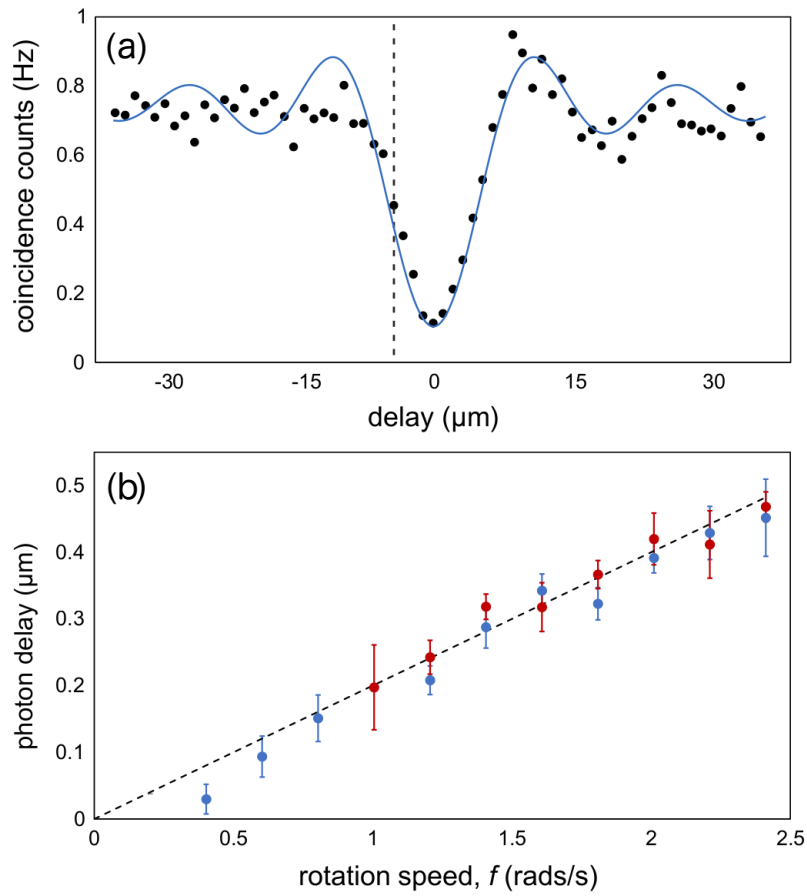 (a)
coincidence counts (Hz)
1
0.8
0.6
0.4
0.2
0
-30 -15 0 15 30
delay (µm)
(b)
photon delay (µm)
0.5
0.4
0.3
0.2
0.1
0
0 0.5 1 1.5 2 2.5
rotation speed, f (rads/s)